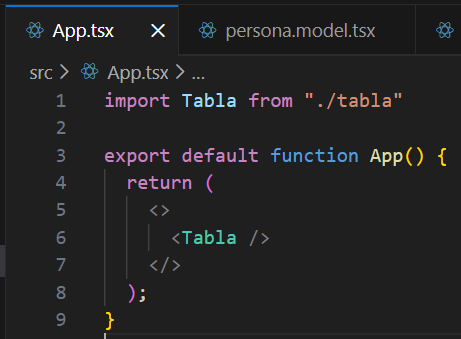 App.tsx
persona.model.tsx
src > App.tsx > ...
1 import Tabla from "./tabla"
2
3 export default function App() {
4   return (
5     <>
6       <Tabla />
7     </>
8   );
9 }